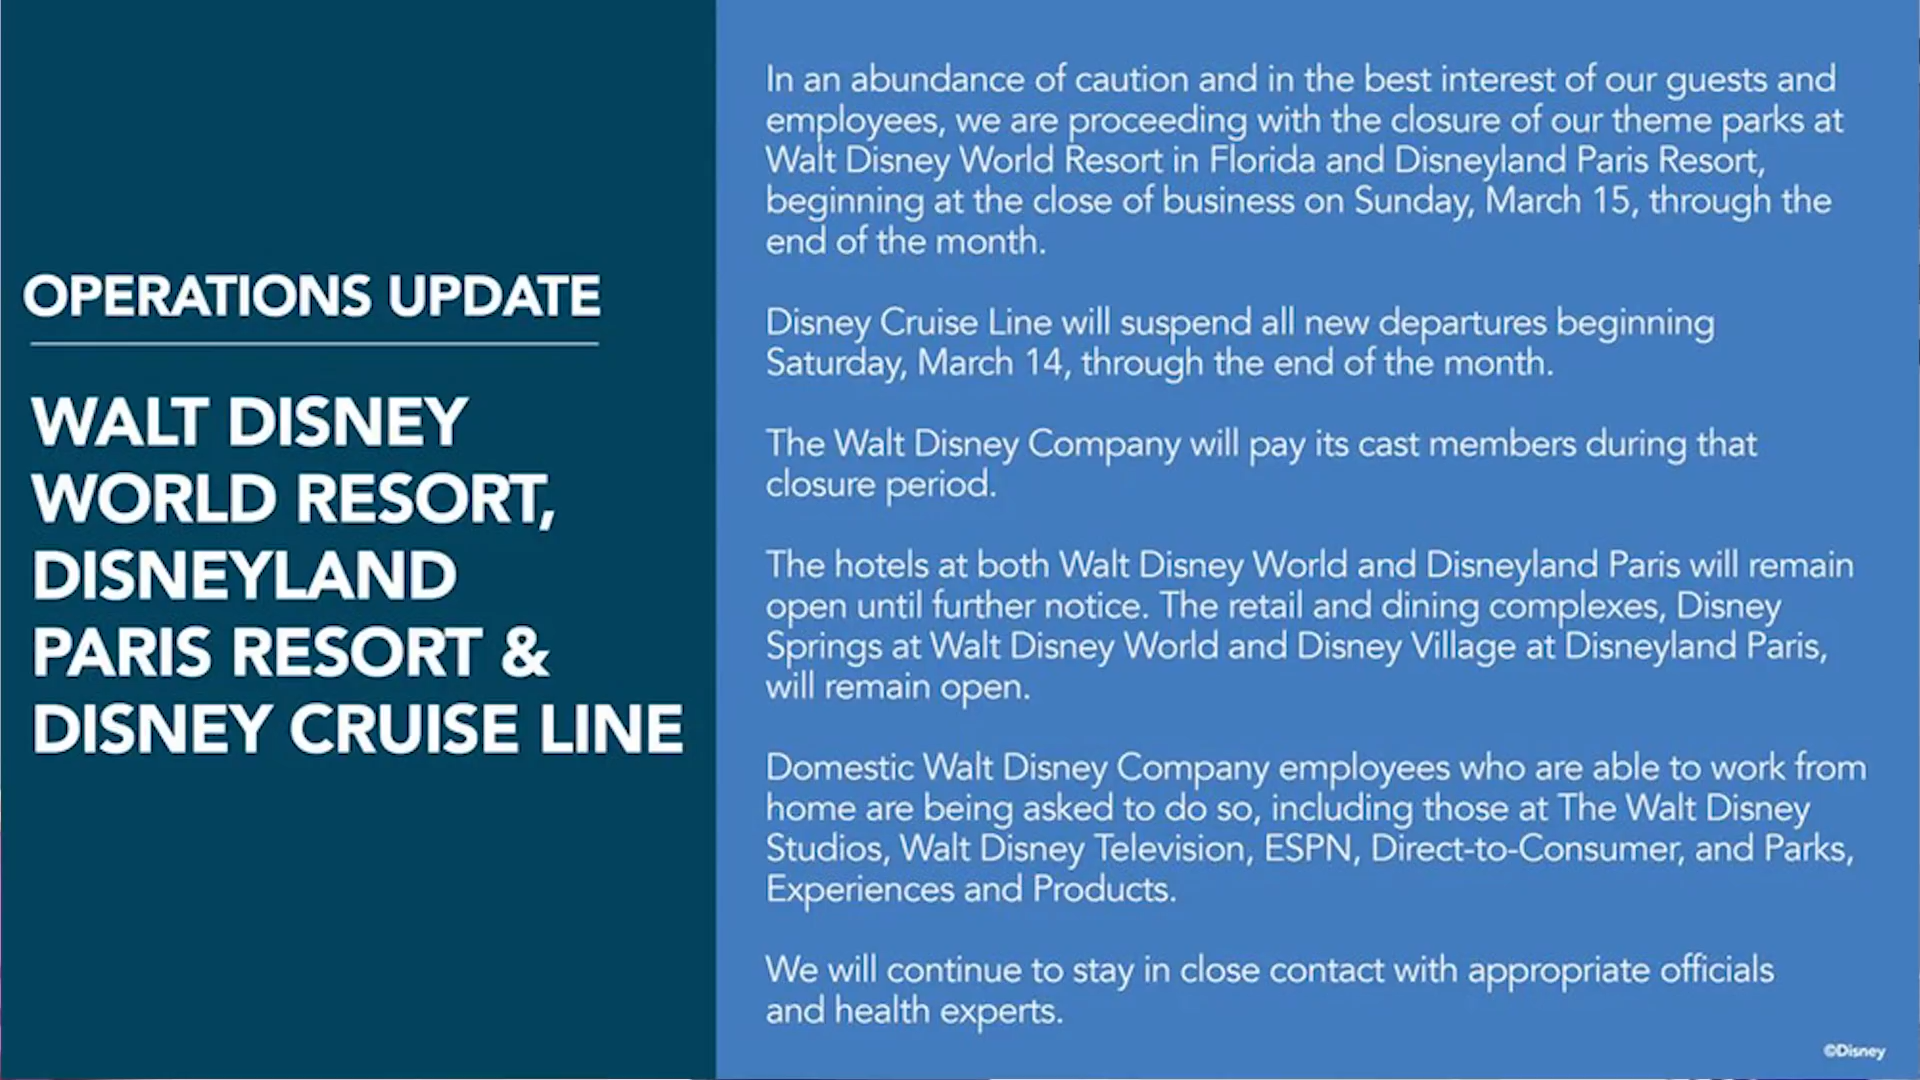 OPERATIONS UPDATE
WALT DISNEY
WORLD RESORT,
DISNEYLAND
PARIS RESORT &
DISNEY CRUISE LINE
In an abundance of caution and in the best interest of our guests and
employees, we are proceeding with the closure of our theme parks at
Walt Disney World Resort in Florida and Disneyland Paris Resort,
beginning at the close of business on Sunday, March 15, through the
end of the month.
Disney Cruise Line will suspend all new departures beginning
Saturday, March 14, through the end of the month.
The Walt Disney Company will pay its cast members during that
closure period.
The hotels at both Walt Disney World and Disneyland Paris will remain
open until further notice. The retail and dining complexes, Disney
Springs at Walt Disney World and Disney Village at Disneyland Paris,
will remain open.
Domestic Walt Disney Company employees who are able to work from
home are being asked to do so, including those at The Walt Disney
Studios, Walt Disney Television, ESPN, Direct-to-Consumer, and Parks,
Experiences and Products.
We will continue to stay in close contact with appropriate officials
and health experts.
©Disney